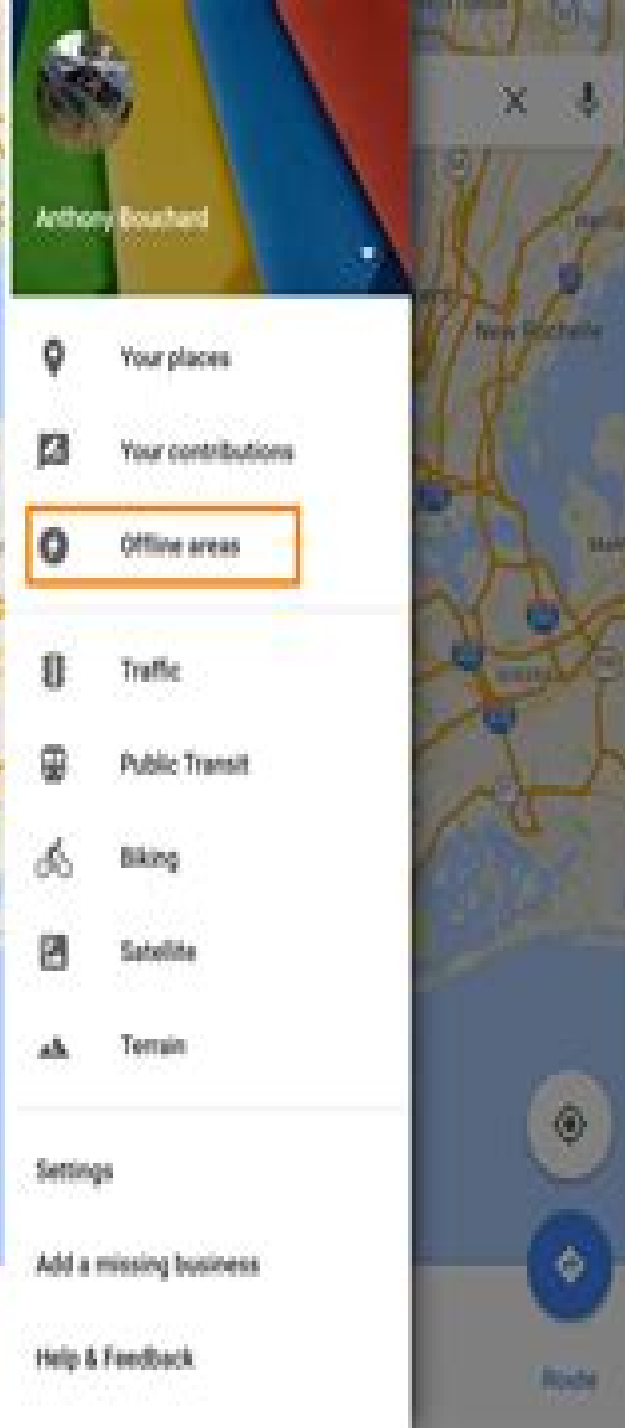 Anthony Bouchard
Your places
Your contributions
Offline areas
Traffic
Public Transit
Biking
Satellite
Terrain
Settings
Add a missing business
Help & Feedback
New Rochelle
Route